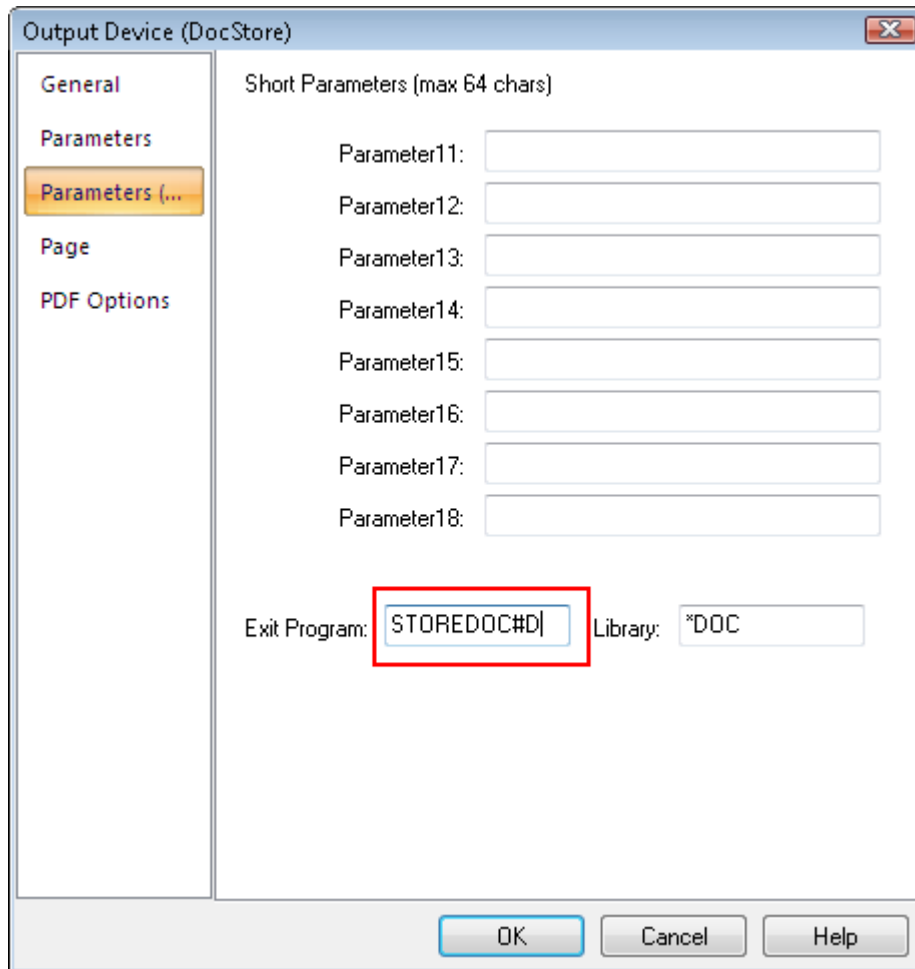 Output Device (DocStore)
General
Parameters
Parameters (...
Page
PDF Options
Short Parameters (max 64 chars)
Parameter11:
Parameter12:
Parameter13:
Parameter14:
Parameter15:
Parameter16:
Parameter17:
Parameter18:
Exit Program: STOREDOC#D Library: *DOC
OK Cancel Help